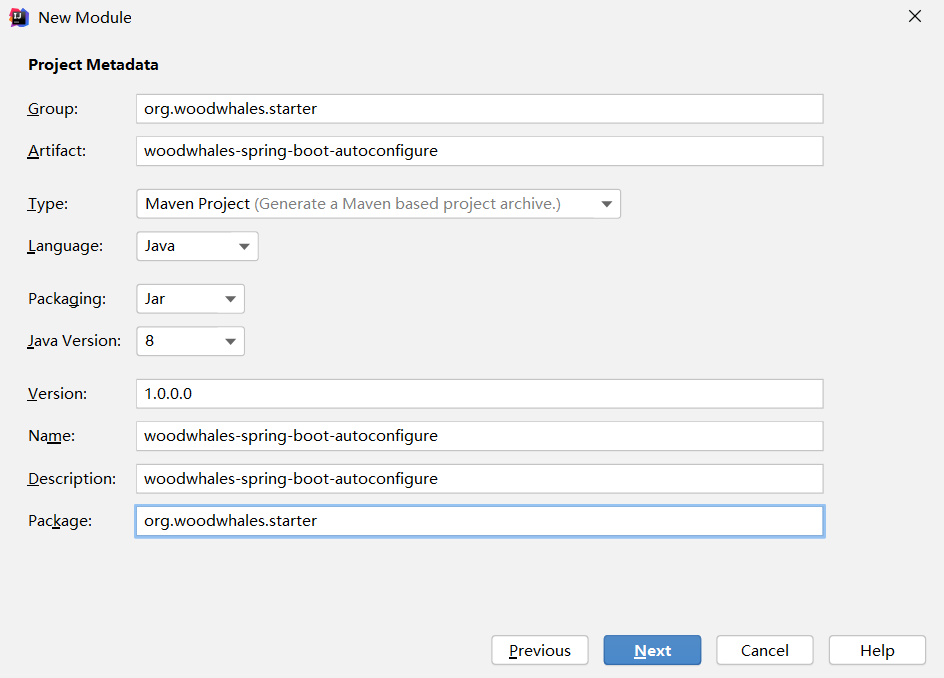 New Module
Project Metadata
Group: org.woodwhales.starter
Artifact: woodwhales-spring-boot-autoconfigure
Type: Maven Project (Generate a Maven based project archive.)
Language: Java
Packaging: Jar
Java Version: 8
Version: 1.0.0.0
Name: woodwhales-spring-boot-autoconfigure
Description: woodwhales-spring-boot-autoconfigure
Package: org.woodwhales.starter
Previous Next Cancel Help